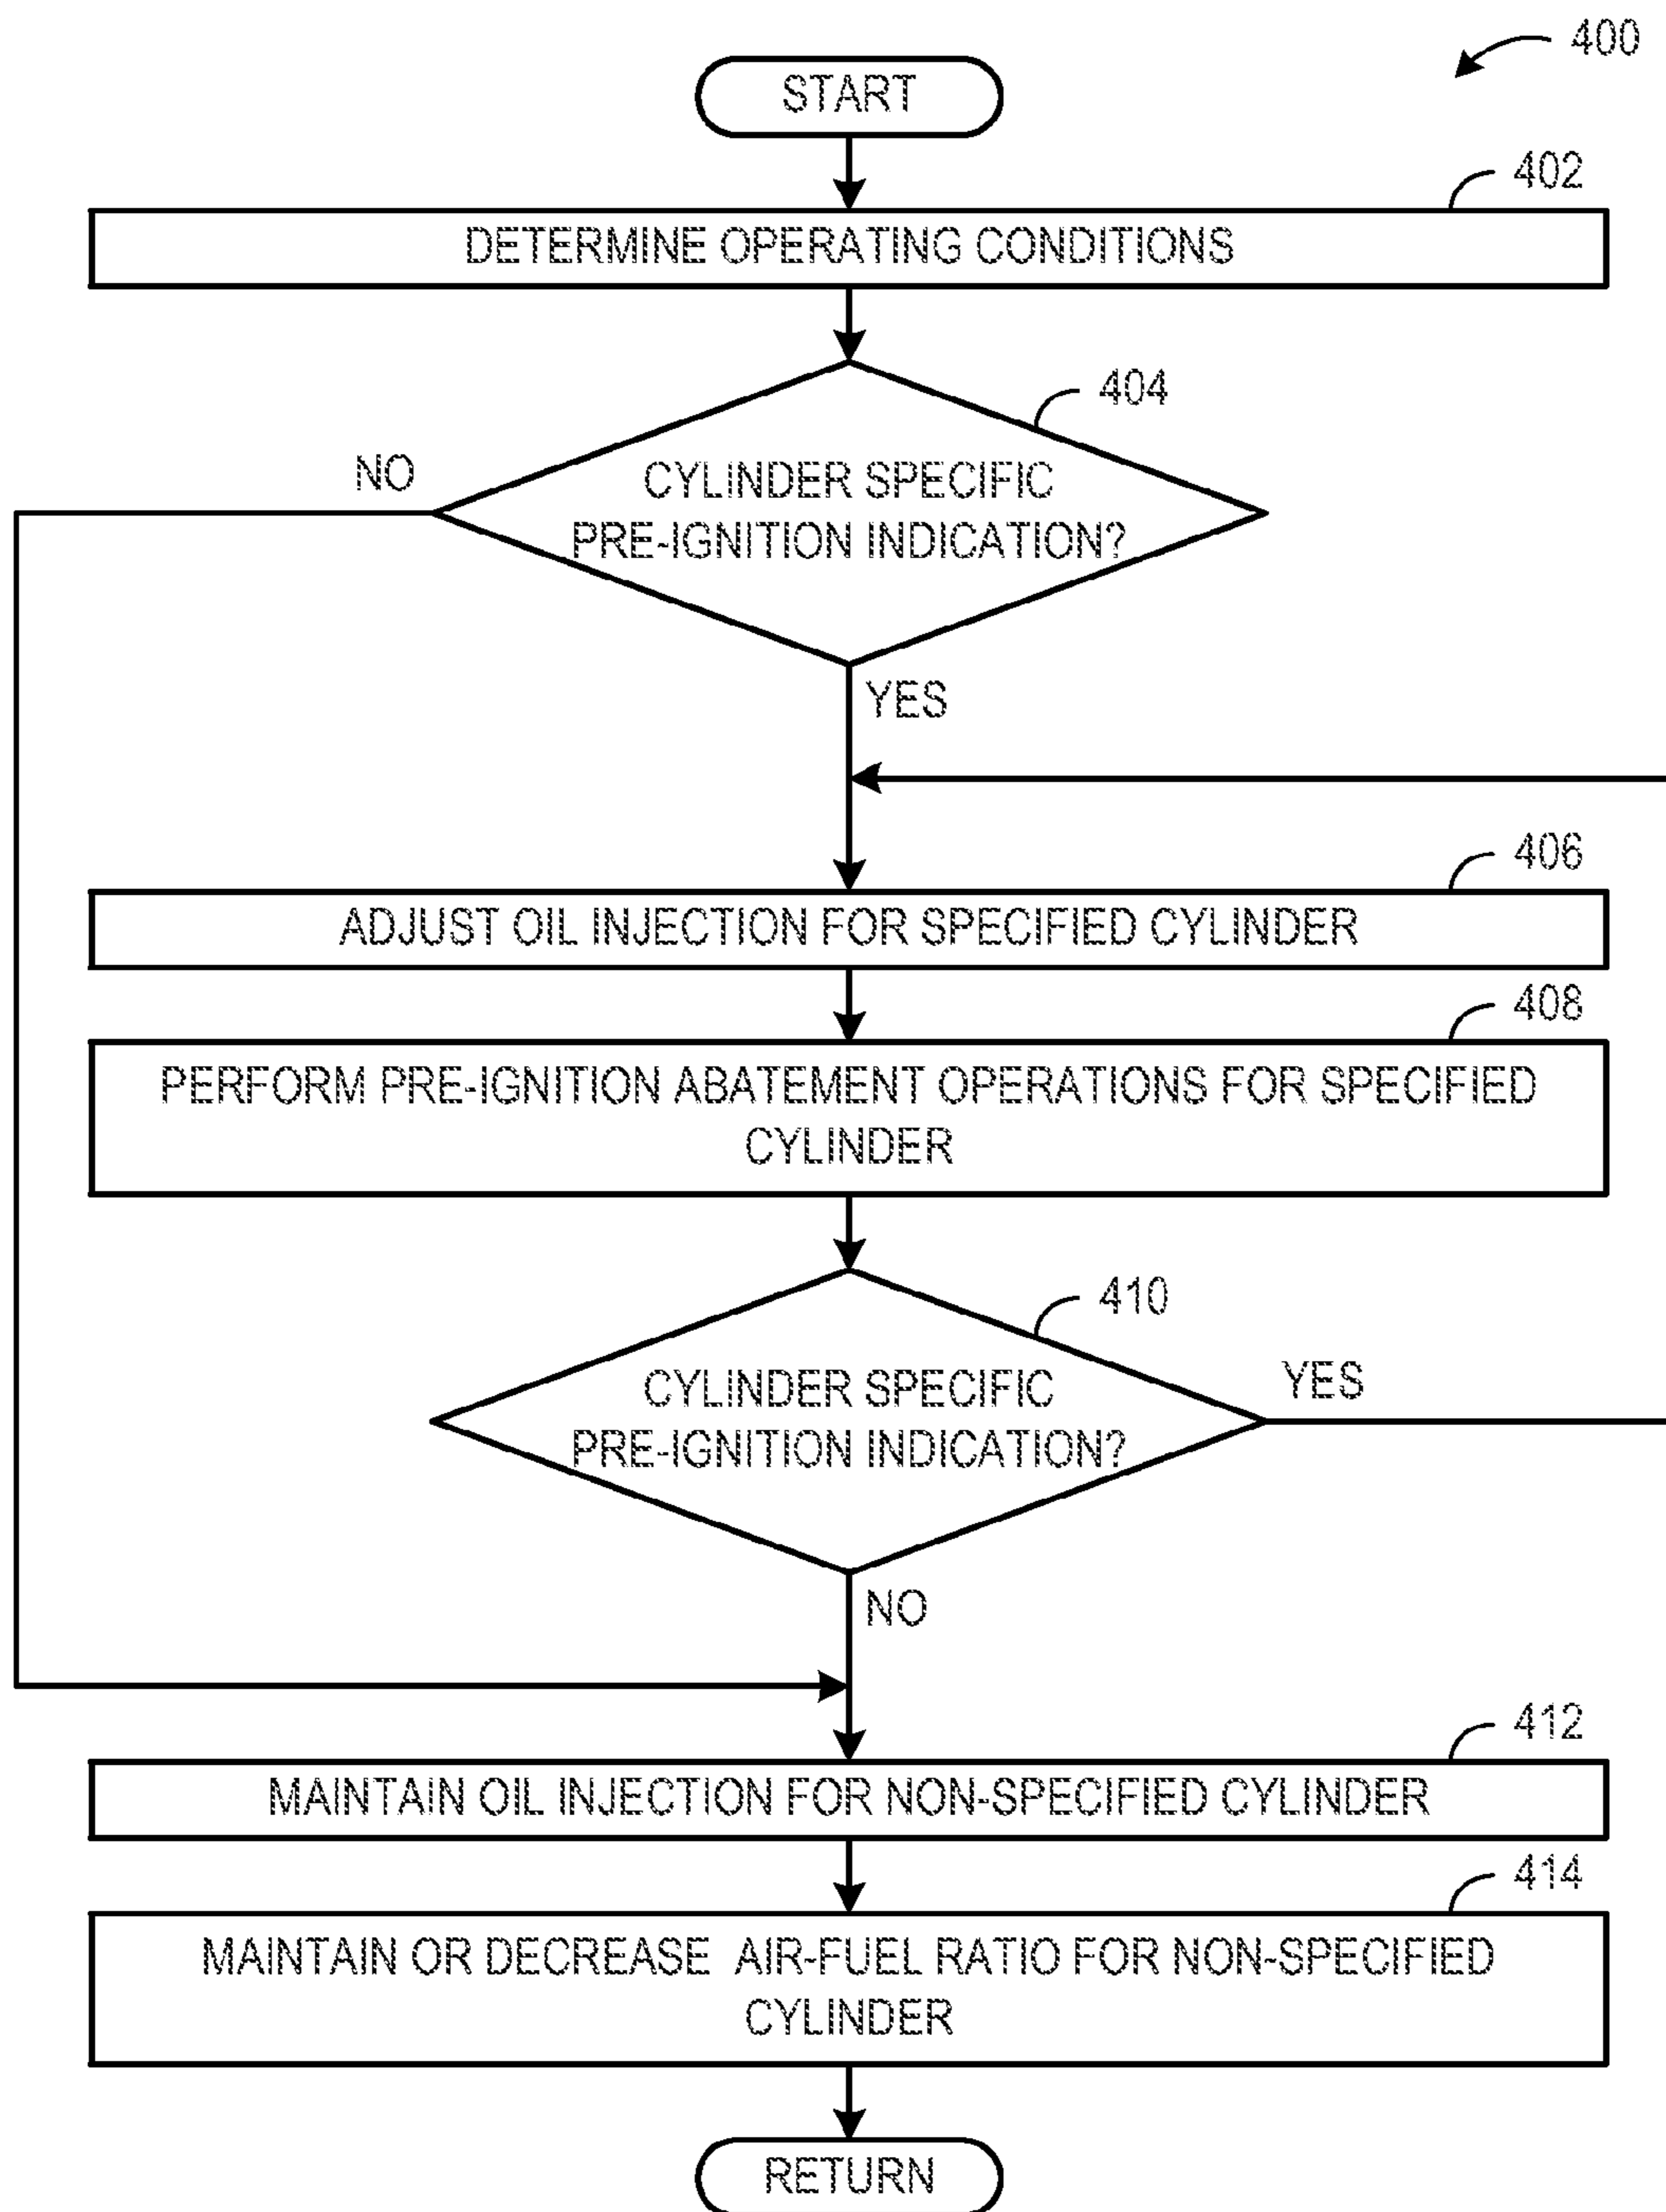 400
START
402
DETERMINE OPERATING CONDITIONS
404
NO
CYLINDER SPECIFIC
PRE-IGNITION INDICATION?
YES
406
ADJUST OIL INJECTION FOR SPECIFIED CYLINDER
408
PERFORM PRE-IGNITION ABATEMENT OPERATIONS FOR SPECIFIED
CYLINDER
410
CYLINDER SPECIFIC
PRE-IGNITION INDICATION?
YES
NO
412
MAINTAIN OIL INJECTION FOR NON-SPECIFIED CYLINDER
414
MAINTAIN OR DECREASE AIR-FUEL RATIO FOR NON-SPECIFIED
CYLINDER
RETURN